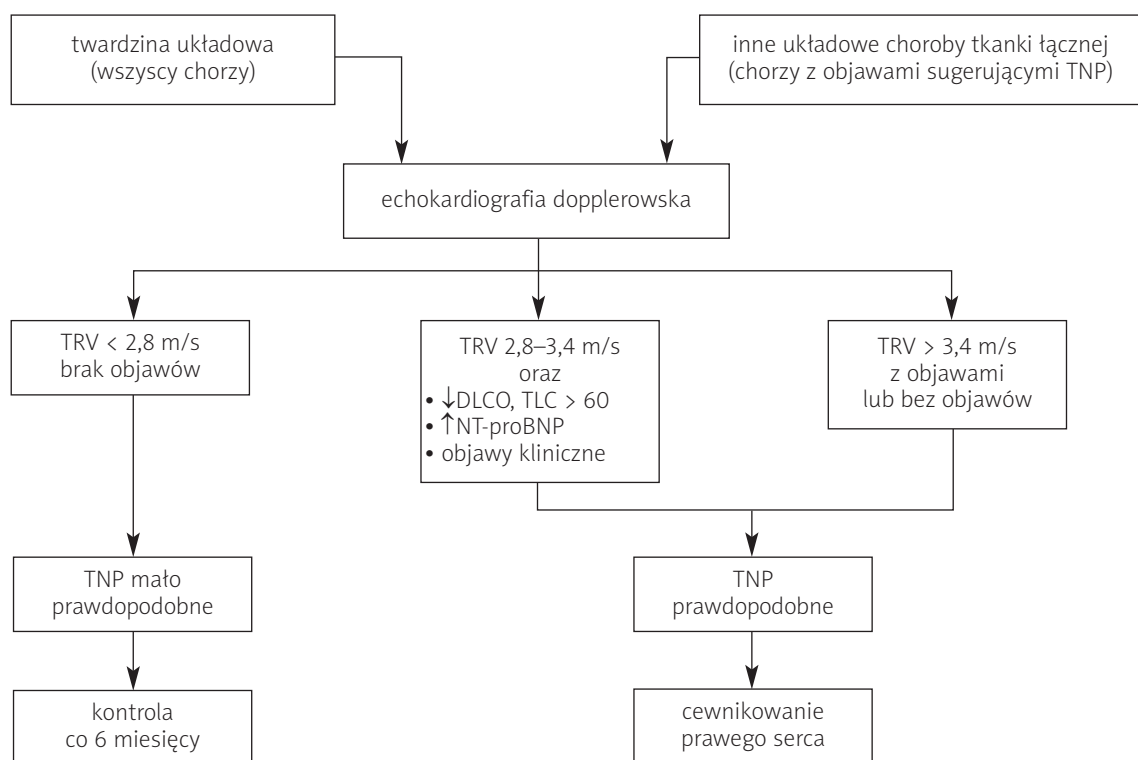 twardzina układowa
(wszyscy chorzy)
inne układowe choroby tkanki łącznej
(chorzy z objawami sugerującymi TNP)
echokardiografia dopplerowska
TRV < 2,8 m/s
brak objawów
TRV 2,8–3,4 m/s
oraz
• ↓DLCO, TLC > 60
• ↑NT-proBNP
• objawy kliniczne
TRV > 3,4 m/s
z objawami
lub bez objawów
TNP mało
prawdopodobne
TNP
prawdopodobne
kontrola
co 6 miesięcy
cewnikowanie
prawego serca